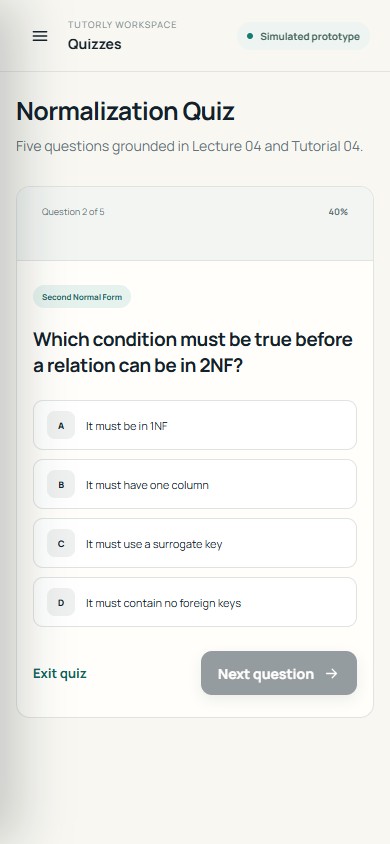 TUTORLY WORKSPACE
Quizzes
Simulated prototype
Normalization Quiz
Five questions grounded in Lecture 04 and Tutorial 04.
Question 2 of 5
40%
Second Normal Form
Which condition must be true before
a relation can be in 2NF?
A It must be in 1NF
B It must have one column
C It must use a surrogate key
D It must contain no foreign keys
Exit quiz
Next question →